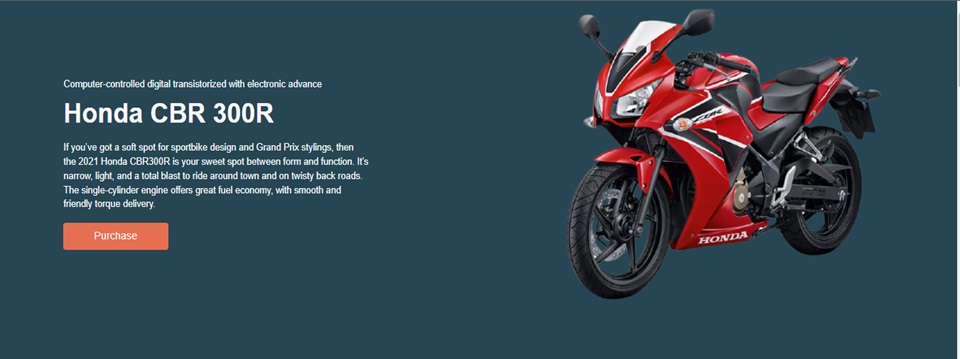 Computer-controlled digital transistorized with electronic advance
Honda CBR 300R
If you've got a soft spot for sportbike design and Grand Prix stylings, then
the 2021 Honda CBR300R is your sweet spot between form and function. It's
narrow, light, and a total blast to ride around town and on twisty back roads.
The single-cylinder engine offers great fuel economy, with smooth and
friendly torque delivery.
Purchase
CBR
HONDA